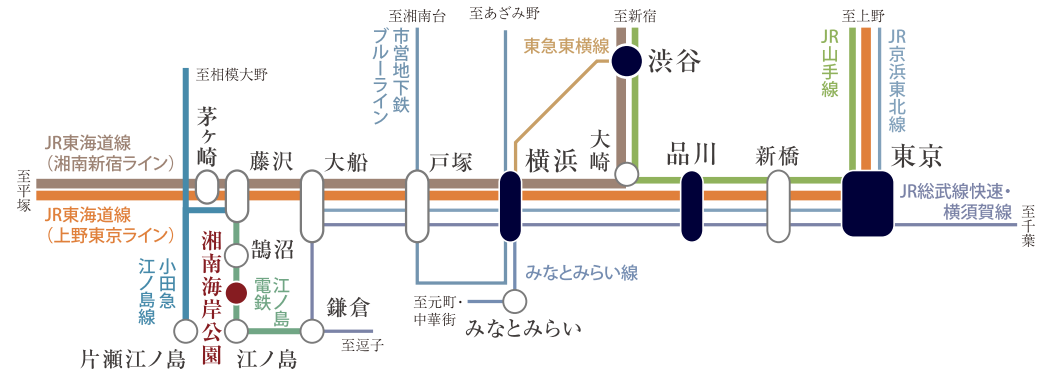 至湘南台
至あざみ野
至新宿
至上野
市営地下鉄
ブルーライン
東急東横線
渋谷
JR山手線
JR京浜東北線
至相模大野
茅ヶ崎
JR東海道線
（湘南新宿ライン）
藤沢
大船
戸塚
横浜
大崎
品川
新橋
東京
至平塚
JR東海道線
（上野東京ライン）
JR総武線快速・
横須賀線
至千葉
湘南海岸公園
鵠沼
小田急
江ノ島線
江ノ島
電鉄
鎌倉
至逗子
みなとみらい線
至元町・
中華街
みなとみらい
片瀬江ノ島
江ノ島